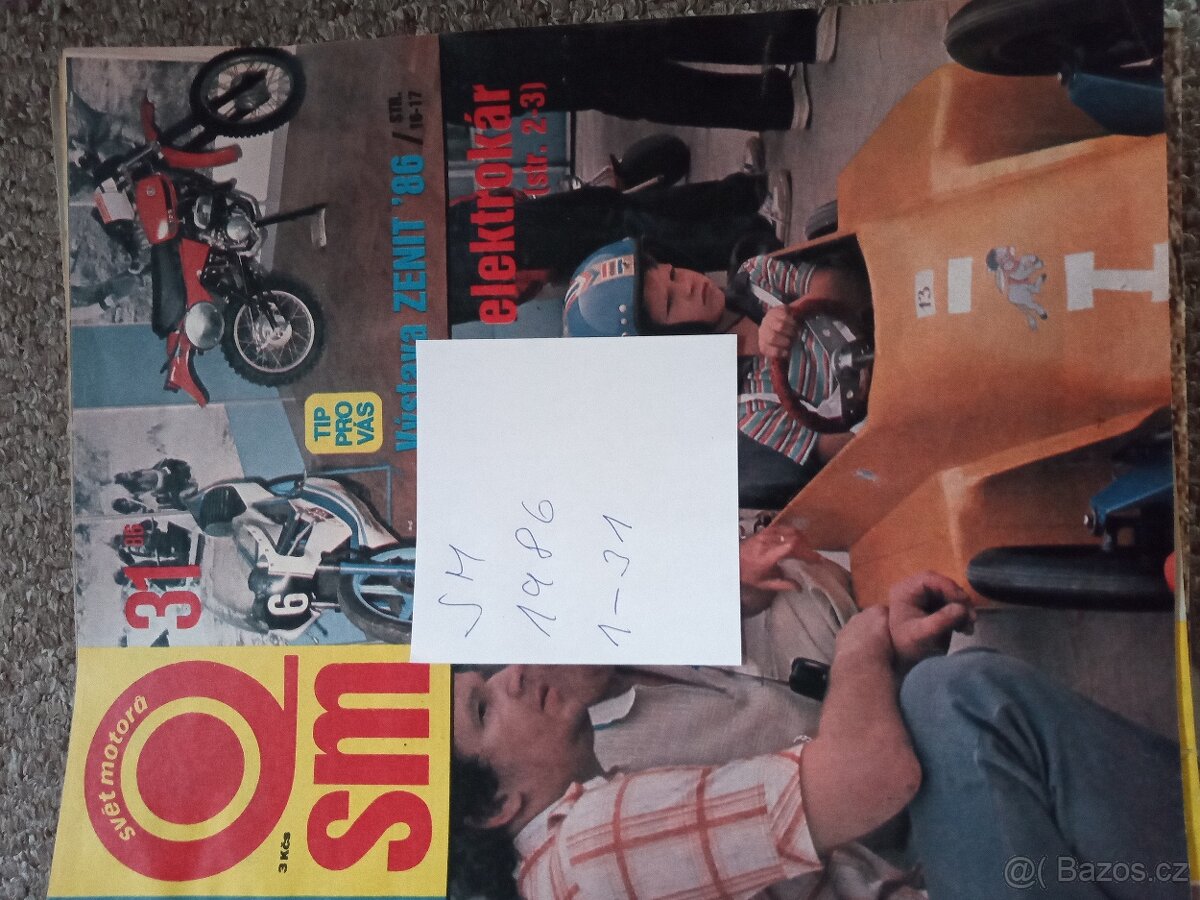 svět motorů
3 Kčs
sm
31
86
6
TIP
PRO
VÁS
Výstava ZENIT '86 / STR.
16-17
elektrokár
(str. 2-3)
13
SM
1986
1-31
@( Bazos.cz